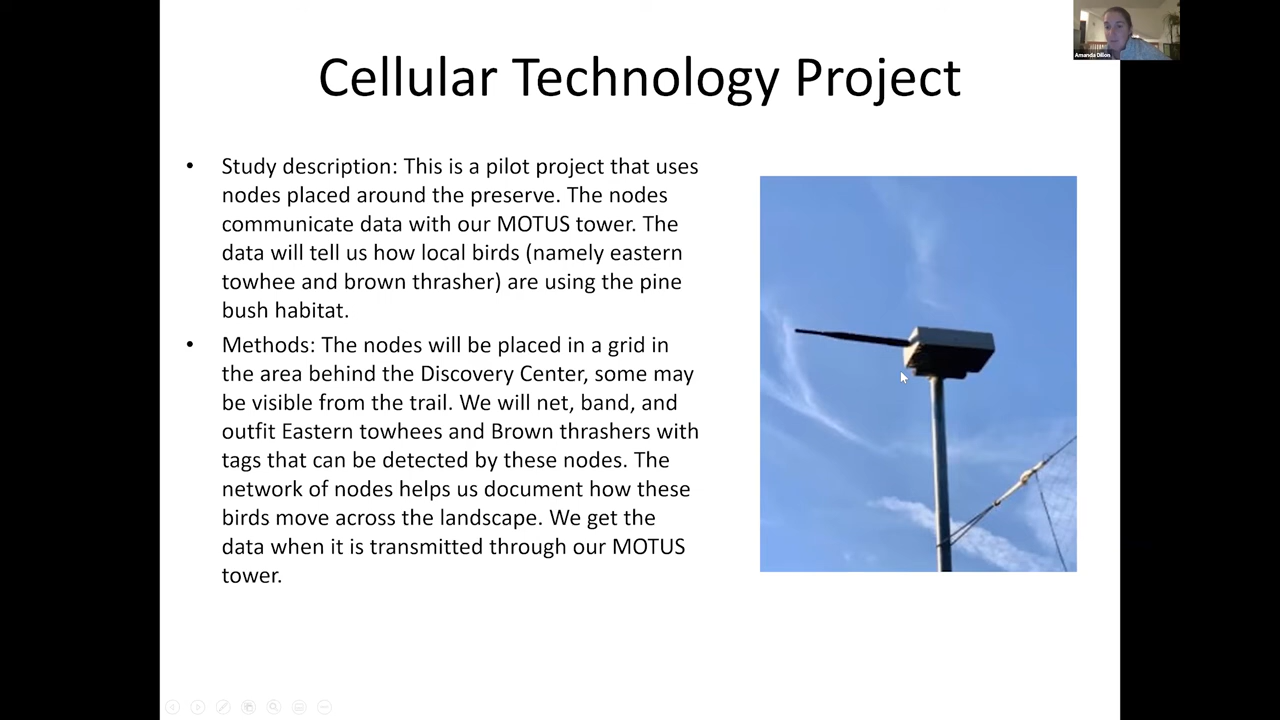 Cellular Technology Project
Amanda Dillon
• Study description: This is a pilot project that uses
nodes placed around the preserve. The nodes
communicate data with our MOTUS tower. The
data will tell us how local birds (namely eastern
towhee and brown thrasher) are using the pine
bush habitat.
• Methods: The nodes will be placed in a grid in
the area behind the Discovery Center, some may
be visible from the trail. We will net, band, and
outfit Eastern towhees and Brown thrashers with
tags that can be detected by these nodes. The
network of nodes helps us document how these
birds move across the landscape. We get the
data when it is transmitted through our MOTUS
tower.